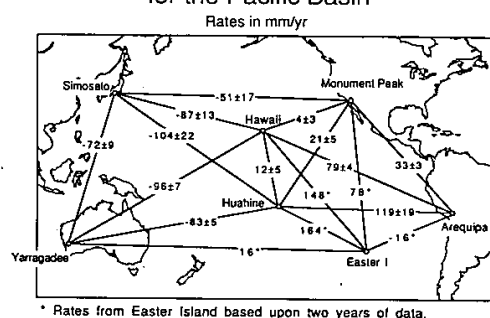 for the Pacific Basin
Rates in mm/yr
Simosato
Monument Peak
-51±17
-87±13
Hawaii
4±3
-104±22
21±5
-72±9
79±4
33±3
-96±7
12±5
148*
78*
Huahine
-83±5
119±19
164*
Arequipa
-16*
Yarragadee
16*
Easter I
* Rates from Easter Island based upon two years of data.